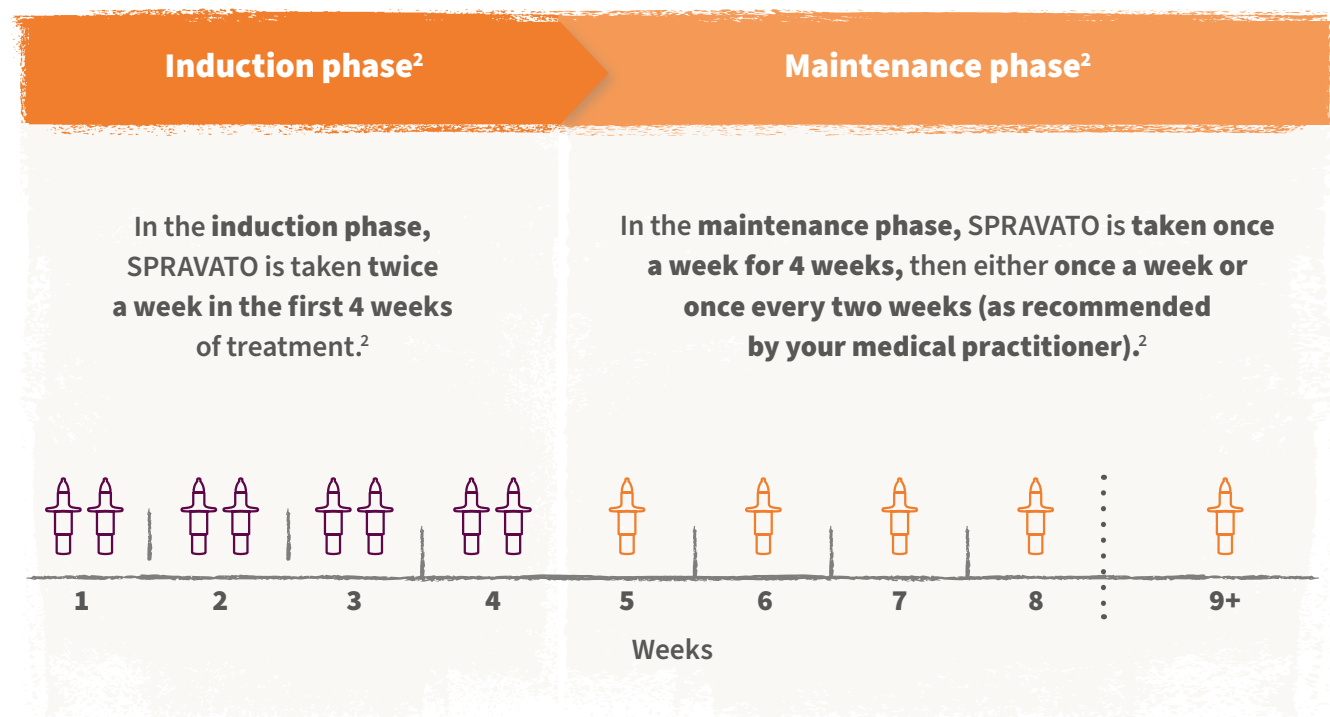 Induction phase²
Maintenance phase²
In the induction phase,
SPRAVATO is taken twice
a week in the first 4 weeks
of treatment.²
In the maintenance phase, SPRAVATO is taken once
a week for 4 weeks, then either once a week or
once every two weeks (as recommended
by your medical practitioner).²
1 2 3 4 5 6 7 8 9+
Weeks